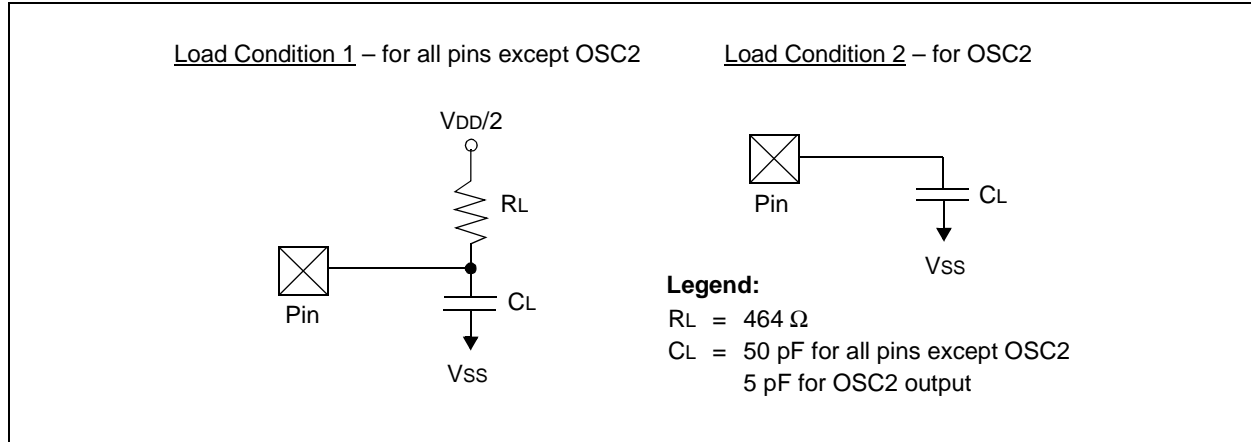 Load Condition 1 – for all pins except OSC2
VDD/2
RL
Pin
CL
VSS
Load Condition 2 – for OSC2
Pin
CL
VSS
Legend:
RL = 464 Ω
CL = 50 pF for all pins except OSC2
5 pF for OSC2 output